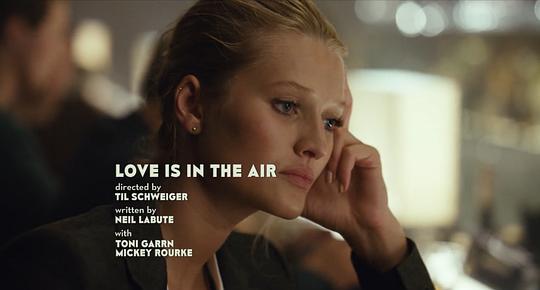 LOVE IS IN THE AIR
directed by
TIL SCHWEIGER
written by
NEIL LABUTE
with
TONI GARRN
MICKEY ROURKE